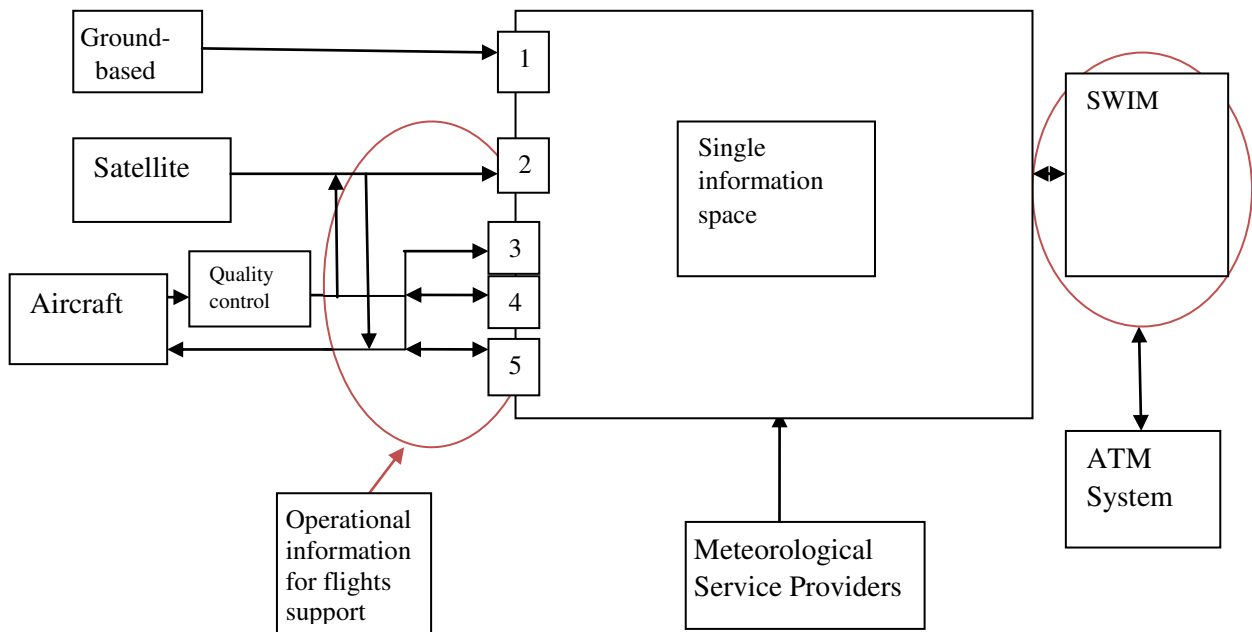 Ground-
based
1
SWIM
Satellite
2
Single
information
space
3
Quality
control
4
Aircraft
5
ATM
System
Operational
information
for flights
support
Meteorological
Service Providers